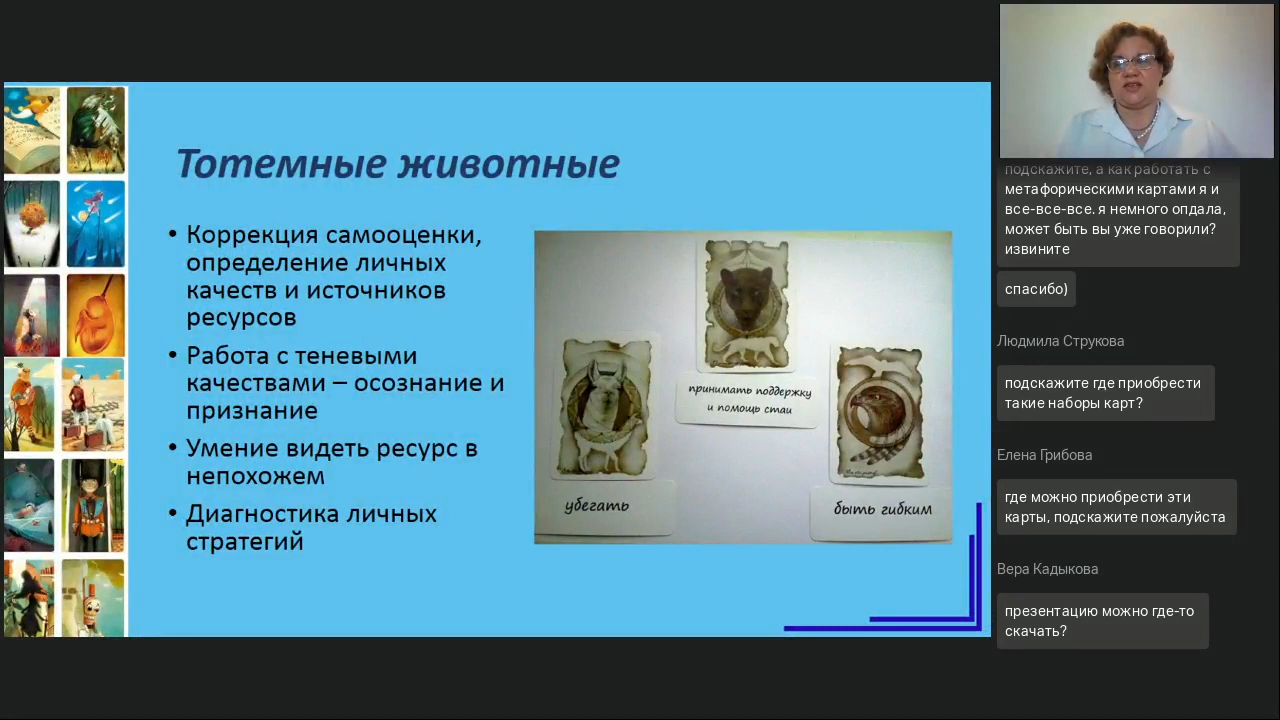 Тотемные животные
• Коррекция самооценки,
определение личных
качеств и источников
ресурсов
• Работа с теневыми
качествами – осознание и
признание
• Умение видеть ресурс в
непохожем
• Диагностика личных
стратегий
принимать поддержку
и помощь стаи
убегать
быть гибким
подскажите, а как работать с
метафорическими картами я и
все-все-все. я немного опдала,
может быть вы уже говорили?
извините
спасибо)
Людмила Струкова
подскажите где приобрести
такие наборы карт?
Елена Грибова
где можно приобрести эти
карты, подскажите пожалуйста
Вера Кадыкова
презентацию можно где-то
скачать?